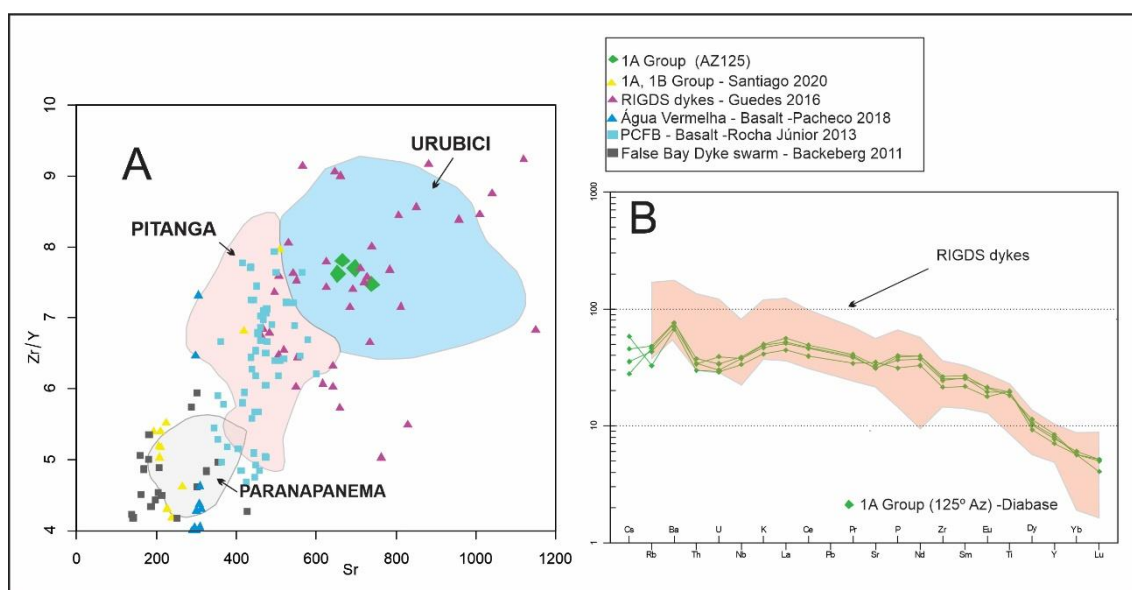 1A Group (AZ125)
1A, 1B Group - Santiago 2020
RIGDS dykes - Guedes 2016
Água Vermelha - Basalt -Pacheco 2018
PCFB - Basalt -Rocha Júnior 2013
False Bay Dyke swarm - Backeberg 2011
A
URUBICI
PITANGA
PARANAPANEMA
Zr/Y
10
9
8
7
6
5
4
0 200 400 600 800 1000 1200
Sr
B
RIGDS dykes
1000
100
10
1
1A Group (125º Az) -Diabase
Cs Ba U K Ce Pr P Zr Eu Dy Yb
Rb Th Nb La Pb Sr Nd Sm Ti Y Lu